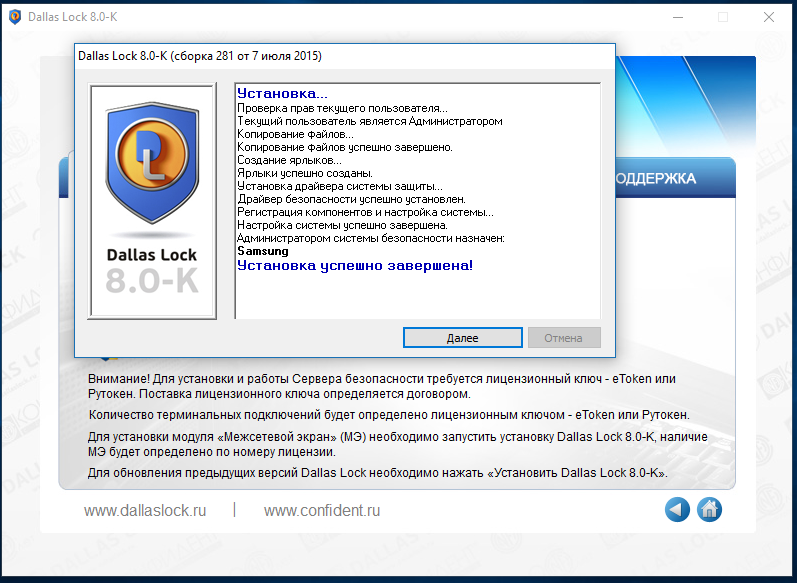 Dallas Lock 8.0-K
Dallas Lock 8.0-K (сборка 281 от 7 июля 2015)
Dallas Lock
8.0-K
Установка...
Проверка прав текущего пользователя...
Текущий пользователь является Администратором
Копирование файлов...
Копирование файлов успешно завершено.
Создание ярлыков...
Ярлыки успешно созданы.
Установка драйвера системы защиты...
Драйвер безопасности успешно установлен.
Регистрация компонентов и настройка системы...
Настройка системы успешно завершена.
Администратором системы безопасности назначен:
Samsung
Установка успешно завершена!
Далее
Отмена
ОДДЕРЖКА
Внимание! Для установки и работы Сервера безопасности требуется лицензионный ключ - eToken или
Рутокен. Поставка лицензионного ключа определяется договором.
Количество терминальных подключений будет определено лицензионным ключом - eToken или Рутокен.
Для установки модуля «Межсетевой экран» (МЭ) необходимо запустить установку Dallas Lock 8.0-K, наличие
МЭ будет определено по номеру лицензии.
Для обновления предыдущих версий Dallas Lock необходимо нажать «Установить Dallas Lock 8.0-K».
www.dallaslock.ru | www.confident.ru